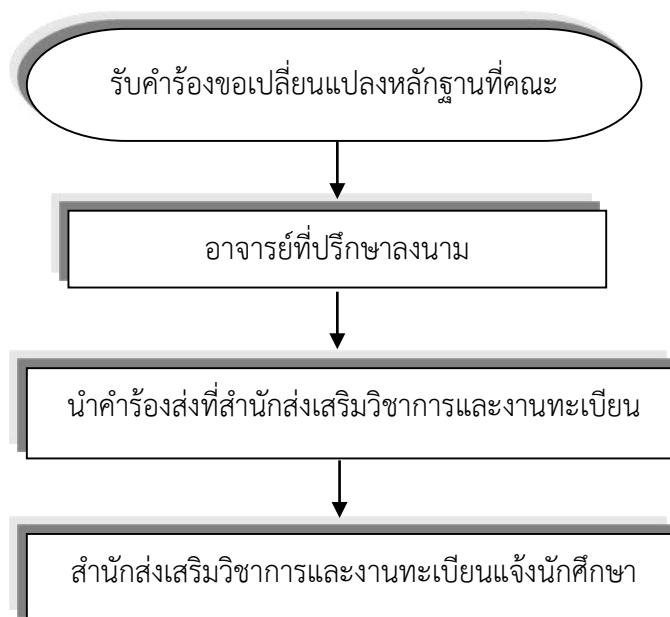 รับคำร้องขอเปลี่ยนแปลงหลักฐานที่คณะ
อาจารย์ที่ปรึกษาลงนาม
นำคำร้องส่งที่สำนักส่งเสริมวิชาการและงานทะเบียน
สำนักส่งเสริมวิชาการและงานทะเบียนแจ้งนักศึกษา